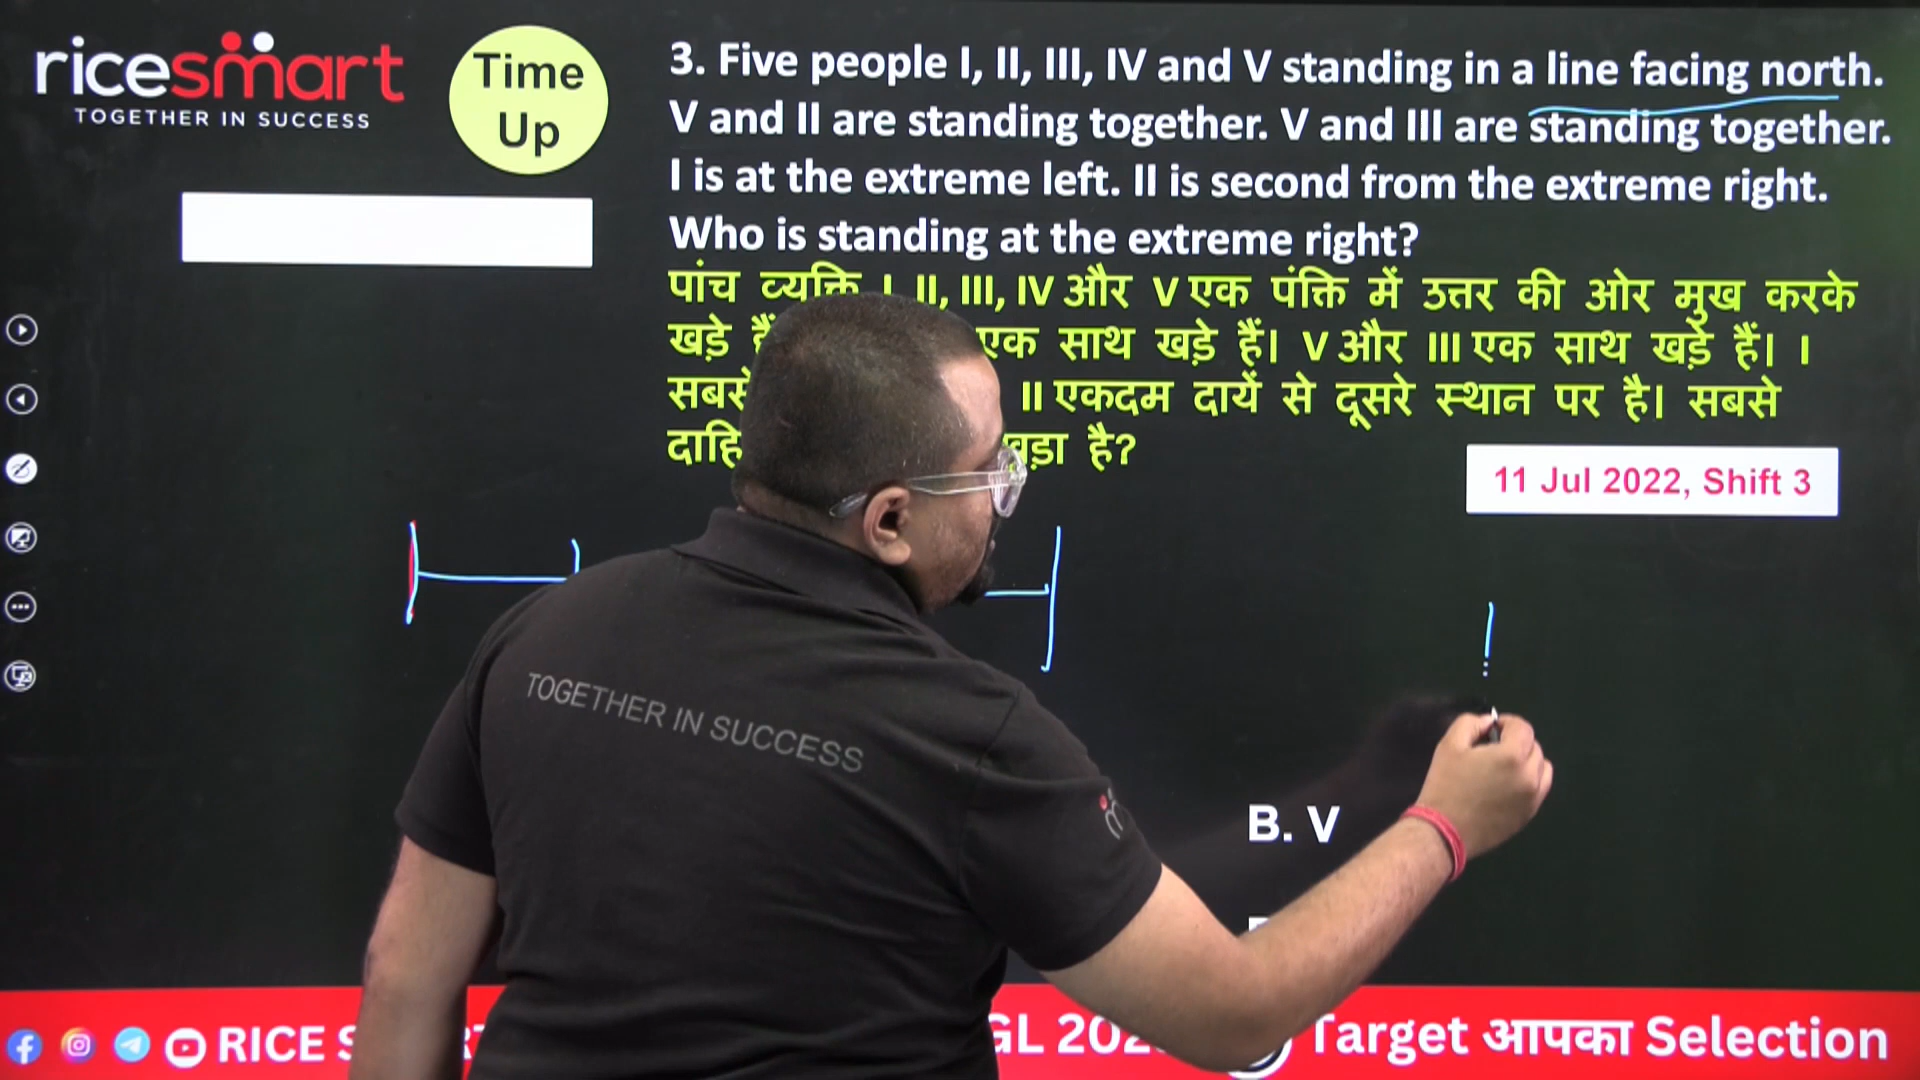 ricesmart
TOGETHER IN SUCCESS
Time
Up
3. Five people I, II, III, IV and V standing in a line facing north.
V and II are standing together. V and III are standing together.
I is at the extreme left. II is second from the extreme right.
Who is standing at the extreme right?
पांच व्यक्ति I, II, III, IV और V एक पंक्ति में उत्तर की ओर मुख करके
खड़े एक साथ खड़े हैं। V और III एक साथ खड़े हैं। I
सबसे II एकदम दायें से दूसरे स्थान पर है। सबसे
खड़ा है?
11 Jul 2022, Shift 3
TOGETHER IN SUCCESS
B. V
RICE GL Target आपका Selection